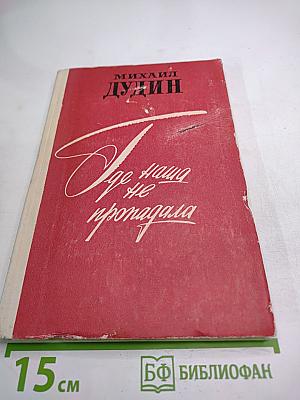 МИХАИЛ
ДУДИН
Где наша
не
пропадала
15 см
БФ БИБЛИОФАН